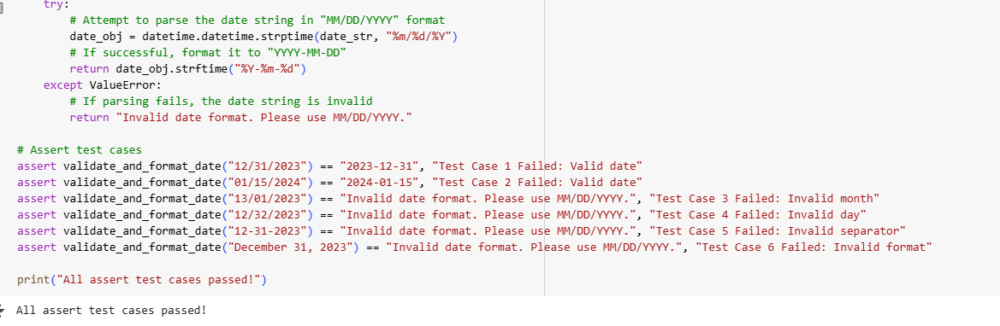 try:
# Attempt to parse the date string in "MM/DD/YYYY" format
date_obj = datetime.datetime.strptime(date_str, "%m/%d/%Y")
# If successful, format it to "YYYY-MM-DD"
return date_obj.strftime("%Y-%m-%d")
except ValueError:
# If parsing fails, the date string is invalid
return "Invalid date format. Please use MM/DD/YYYY."
# Assert test cases
assert validate_and_format_date("12/31/2023") == "2023-12-31", "Test Case 1 Failed: Valid date"
assert validate_and_format_date("01/15/2024") == "2024-01-15", "Test Case 2 Failed: Valid date"
assert validate_and_format_date("13/01/2023") == "Invalid date format. Please use MM/DD/YYYY.", "Test Case 3 Failed: Invalid month"
assert validate_and_format_date("12/32/2023") == "Invalid date format. Please use MM/DD/YYYY.", "Test Case 4 Failed: Invalid day"
assert validate_and_format_date("12-31-2023") == "Invalid date format. Please use MM/DD/YYYY.", "Test Case 5 Failed: Invalid separator"
assert validate_and_format_date("December 31, 2023") == "Invalid date format. Please use MM/DD/YYYY.", "Test Case 6 Failed: Invalid format"
print("All assert test cases passed!")
All assert test cases passed!